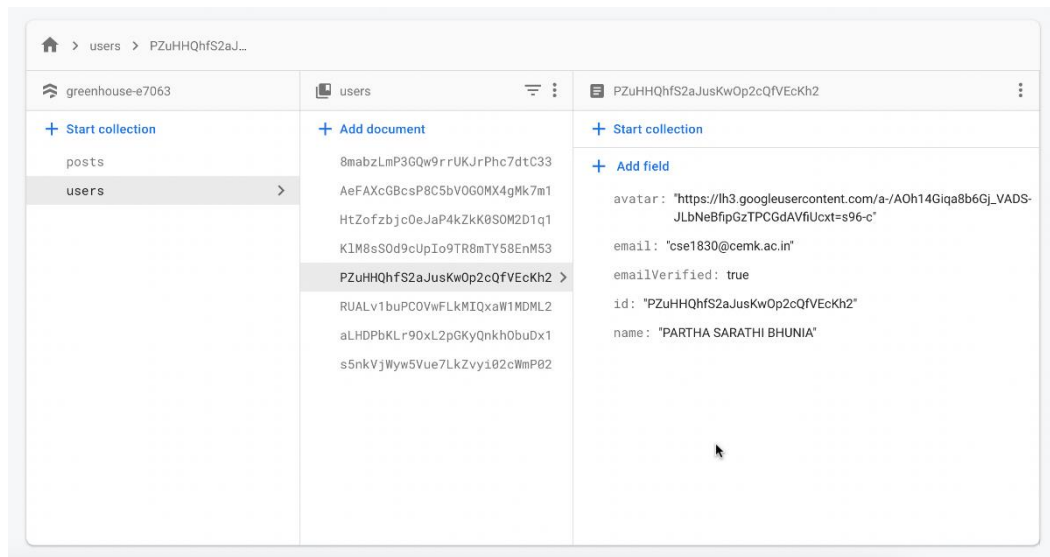 users > PZuHHQhfS2aJ…
greenhouse-e7063
+ Start collection
posts
users
users
+ Add document
8mabzLmP3GQw9rrUKJrPhc7dtC33
AeFAXcGBcsP8C5bVOGOMX4gMk7m1
HtZofzbjcOeJaP4kZkK0SOM2D1q1
KlM8sSOd9cUpIo9TR8mTY58EnM53
PZuHHQhfS2aJusKwOp2cQfVEcKh2
RUALv1buPCOVwFLkMIQxaW1MDML2
aLHDPbKLr9OxL2pGKyQnkhObuDx1
s5nkVjWyw5Vue7LkZvyi02cWmP02
PZuHHQhfS2aJusKwOp2cQfVEcKh2
+ Start collection
+ Add field
avatar: "https://lh3.googleusercontent.com/a-/AOh14Giqa8b6Gj_VADS-
JLbNeBfipGzTPCGdAVfiUcxt=s96-c"
email: "cse1830@cemk.ac.in"
emailVerified: true
id: "PZuHHQhfS2aJusKwOp2cQfVEcKh2"
name: "PARTHA SARATHI BHUNIA"